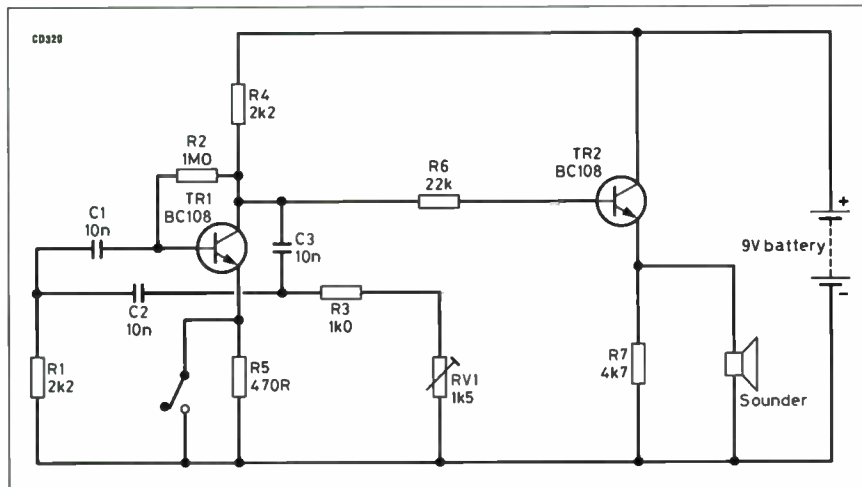 CD329
R4
2k2
R2
1M0
TR1
BC108
C1
10n
C2
10n
C3
10n
R1
2k2
R5
470R
R3
1k0
RV1
1k5
R6
22k
TR2
BC108
R7
4k7
Sounder
+
9V battery
-